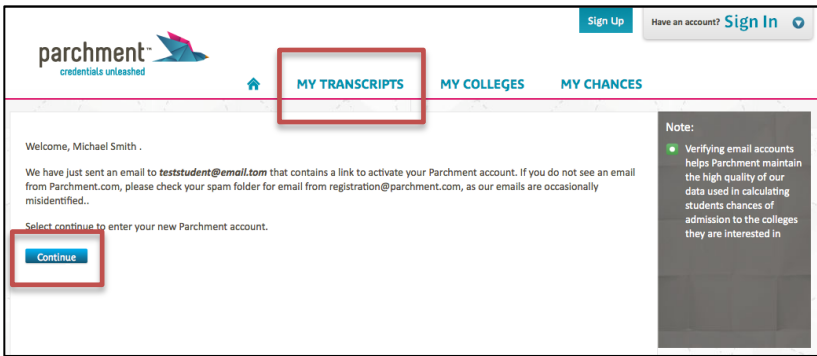 Sign Up
Have an account? Sign In
parchment™
credentials unleashed
MY TRANSCRIPTS MY COLLEGES MY CHANCES
Welcome, Michael Smith .
We have just sent an email to teststudent@email.tom that contains a link to activate your Parchment account. If you do not see an email
from Parchment.com, please check your spam folder for email from registration@parchment.com, as our emails are occasionally
misidentified..
Select continue to enter your new Parchment account.
Continue
Note:
Verifying email accounts
helps Parchment maintain
the high quality of our
data used in calculating
students chances of
admission to the colleges
they are interested in